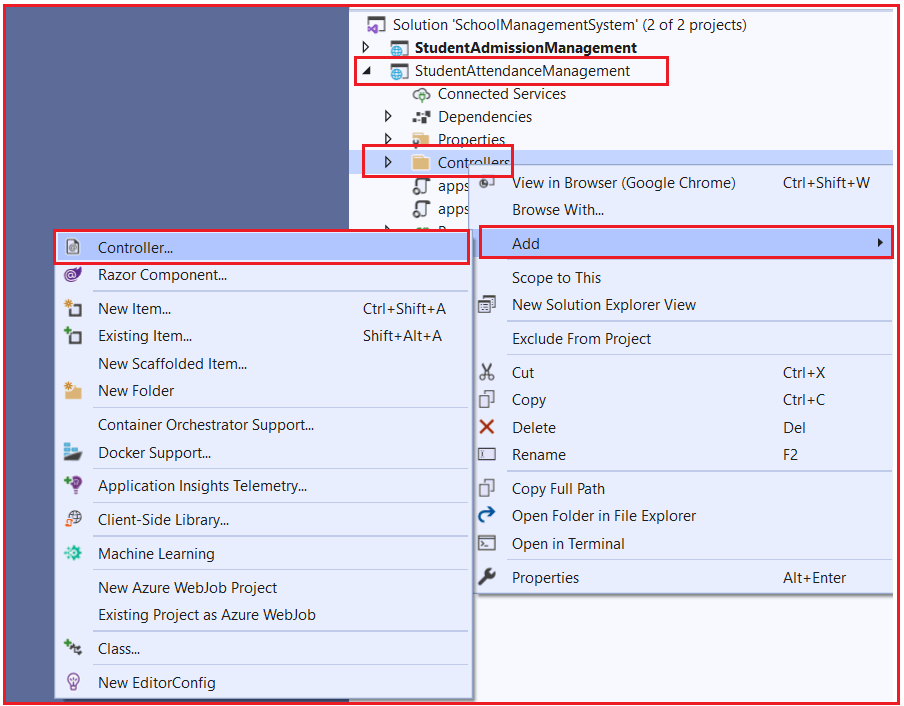 Solution 'SchoolManagementSystem' (2 of 2 projects)
StudentAdmissionManagement
StudentAttendanceManagement
Connected Services
Dependencies
Properties
Controllers
apps
apps
View in Browser (Google Chrome) Ctrl+Shift+W
Browse With...
Add
Scope to This
New Solution Explorer View
Exclude From Project
Cut Ctrl+X
Copy Ctrl+C
Delete Del
Rename F2
Copy Full Path
Open Folder in File Explorer
Open in Terminal
Properties Alt+Enter
Controller...
Razor Component...
New Item... Ctrl+Shift+A
Existing Item... Shift+Alt+A
New Scaffolded Item...
New Folder
Container Orchestrator Support...
Docker Support...
Application Insights Telemetry...
Client-Side Library...
Machine Learning
New Azure WebJob Project
Existing Project as Azure WebJob
Class...
New EditorConfig